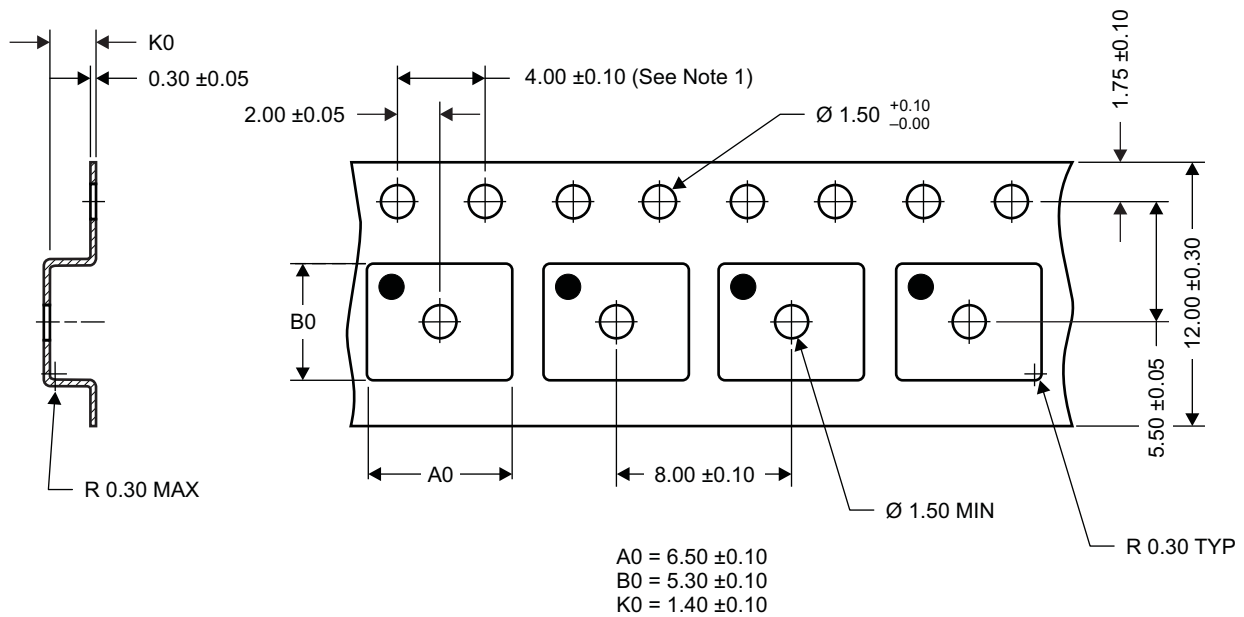 K0
0.30 ±0.05
4.00 ±0.10 (See Note 1)
2.00 ±0.05
Ø 1.50 +0.10 –0.00
1.75 ±0.10
B0
12.00 ±0.30
5.50 ±0.05
R 0.30 MAX
A0
8.00 ±0.10
Ø 1.50 MIN
R 0.30 TYP
A0 = 6.50 ±0.10
B0 = 5.30 ±0.10
K0 = 1.40 ±0.10